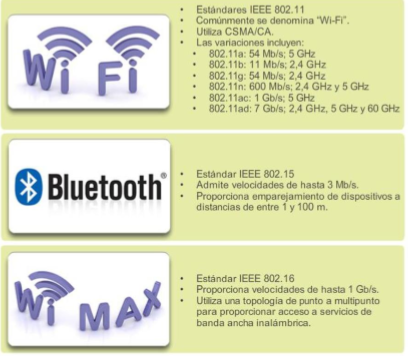 Wi Fi
• Estándares IEEE 802.11
• Comúnmente se denomina "Wi-Fi".
• Utiliza CSMA/CA.
• Las variaciones incluyen:
• 802.11a: 54 Mb/s; 5 GHz
• 802.11b: 11 Mb/s; 2,4 GHz
• 802.11g: 54 Mb/s; 2,4 GHz
• 802.11n: 600 Mb/s; 2,4 GHz y 5 GHz
• 802.11ac: 1 Gb/s; 5 GHz
• 802.11ad: 7 Gb/s; 2,4 GHz, 5 GHz y 60 GHz
Bluetooth®
• Estándar IEEE 802.15
• Admite velocidades de hasta 3 Mb/s.
• Proporciona emparejamiento de dispositivos a
distancias de entre 1 y 100 m.
Wi MAX
• Estándar IEEE 802.16
• Proporciona velocidades de hasta 1 Gb/s.
• Utiliza una topología de punto a multipunto
para proporcionar acceso a servicios de
banda ancha inalámbrica.